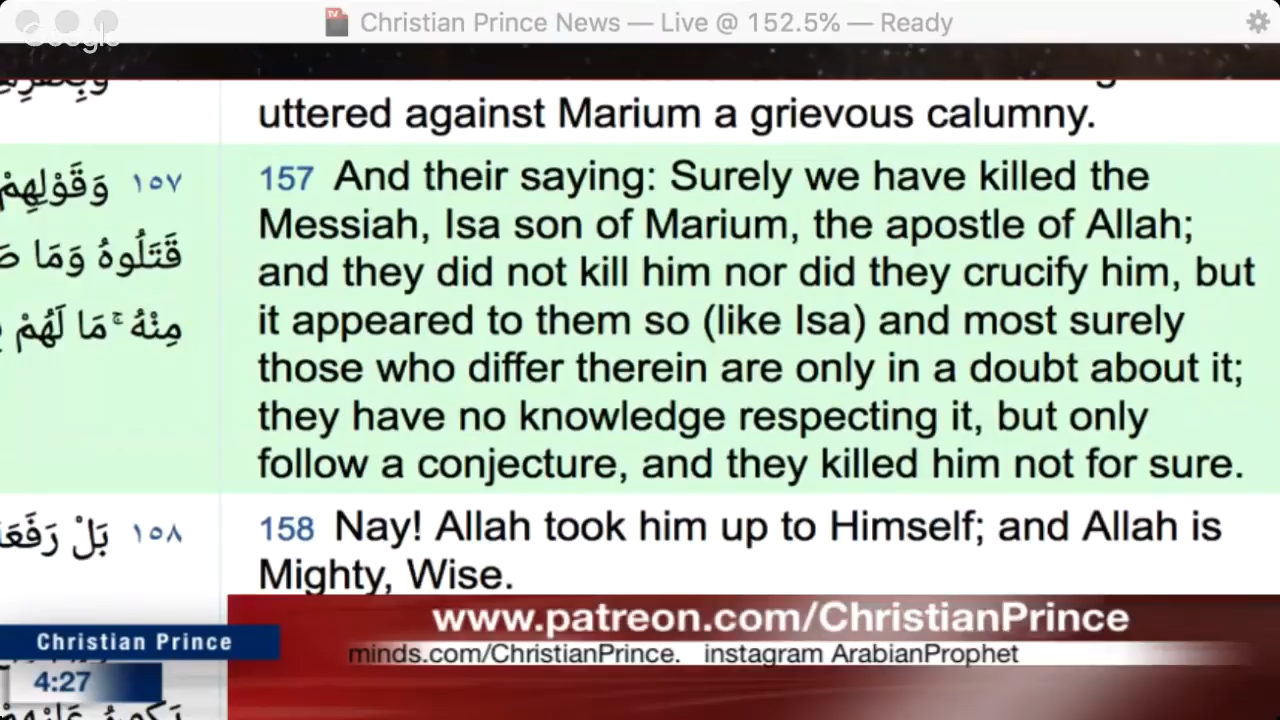 Christian Prince News — Live @ 152.5% — Ready
Google
uttered against Marium a grievous calumny.
١٥٧ وَقَوْلِهِمْ
157 And their saying: Surely we have killed the
Messiah, Isa son of Marium, the apostle of Allah;
قَتَلُوهُ وَمَا
and they did not kill him nor did they crucify him, but
it appeared to them so (like Isa) and most surely
مِنْهُ ۚ مَا لَهُمْ
those who differ therein are only in a doubt about it;
they have no knowledge respecting it, but only
follow a conjecture, and they killed him not for sure.
١٥٨ بَلْ
158 Nay! Allah took him up to Himself; and Allah is
Mighty, Wise.
www.patreon.com/ChristianPrince
Christian Prince
minds.com/ChristianPrince. instagram ArabianProphet
4:27